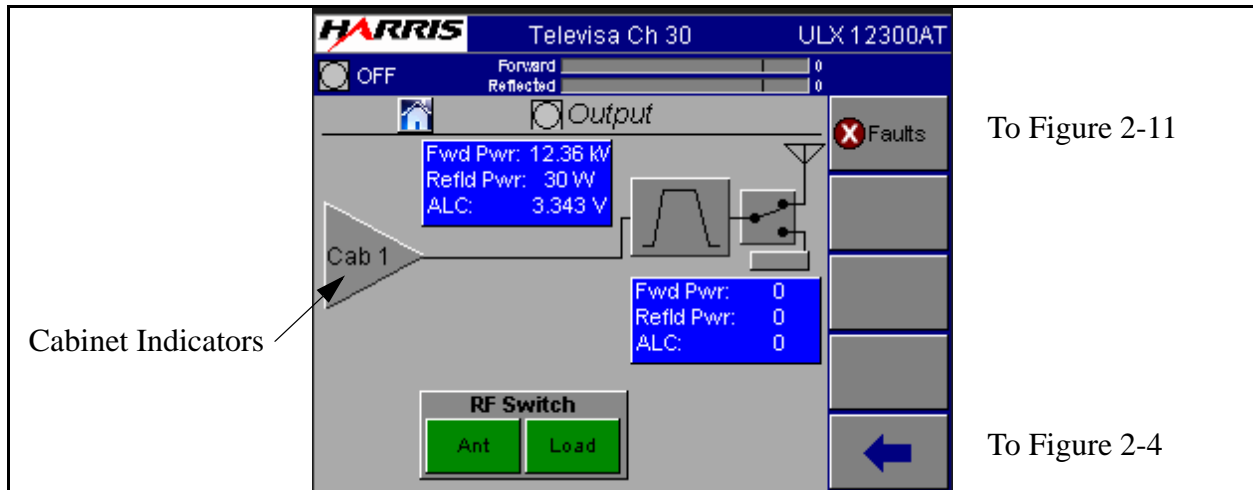 HARRIS Televisa Ch 30 ULX 12300AT
OFF
Forward 0
Reflected 0
Output
Faults
To Figure 2-11
Fwd Pwr: 12.36 kW
Refld Pwr: 30 W
ALC: 3.343 V
Cab 1
Fwd Pwr: 0
Refld Pwr: 0
ALC: 0
Cabinet Indicators
RF Switch
Ant Load
To Figure 2-4